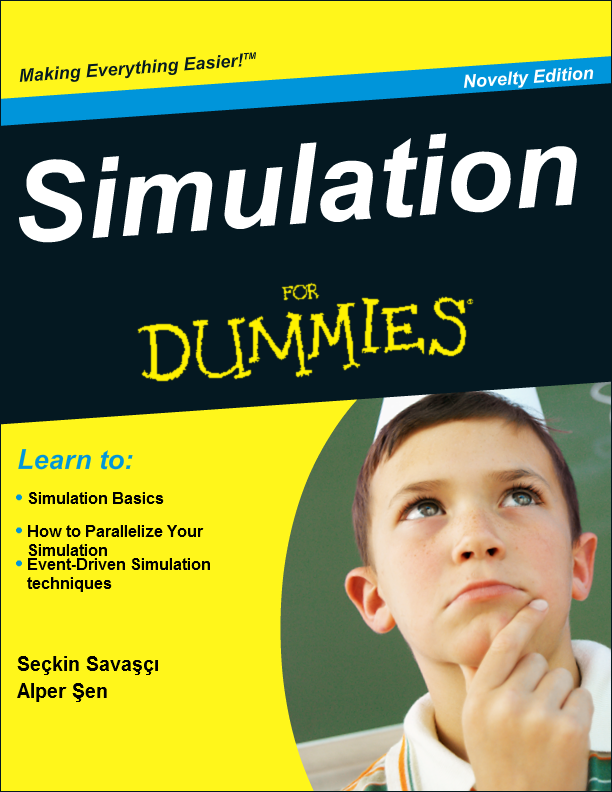 Making Everything Easier!™
Novelty Edition
Simulation
FOR
DUMMIES®
Learn to:
• Simulation Basics
• How to Parallelize Your
Simulation
• Event-Driven Simulation
techniques
Seçkin Savaşçı
Alper Şen